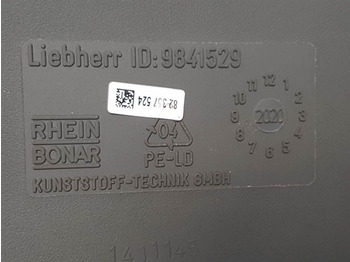 Liebherr ID:9841529
82 357 524
12
11 1
10 2
9 2020 3
8 4
7 5
6
RHEIN
BONAR
04
PE-LD
KUNSTSTOFF-TECHNIK GMBH